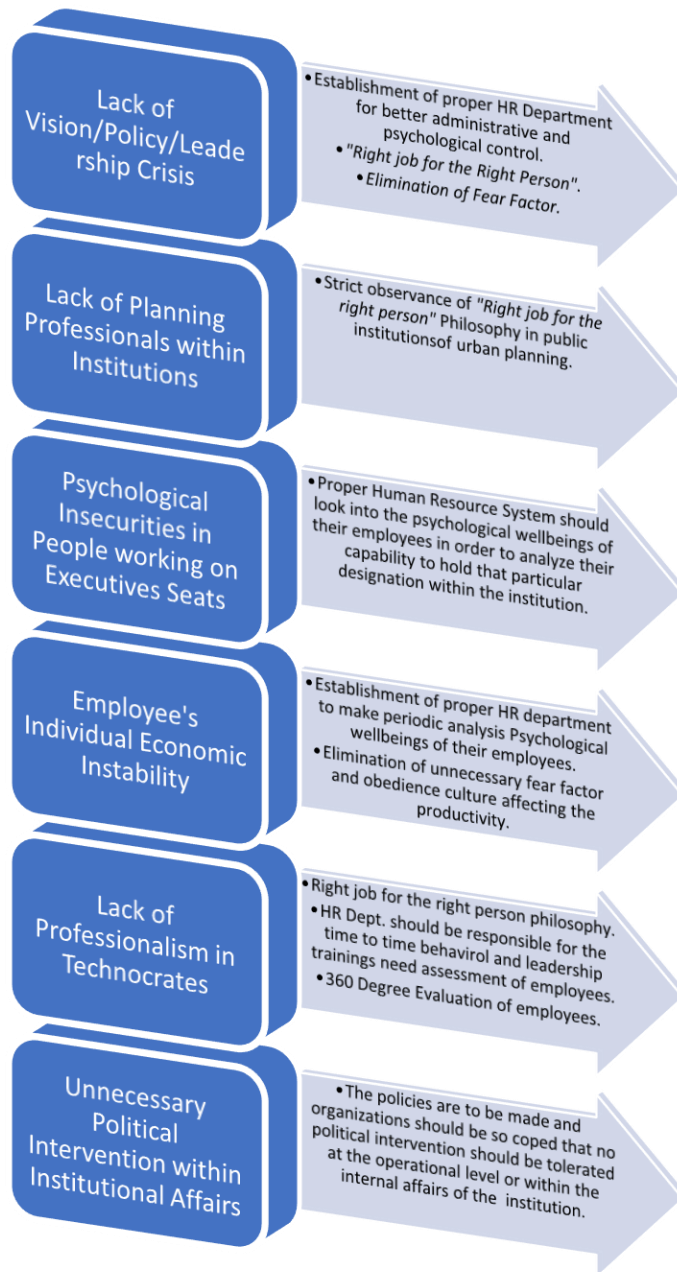 Lack of
Vision/Policy/Leade
rship Crisis
•Establishment of proper HR Department
for better administrative and
psychological control.
•"Right job for the Right Person".
•Elimination of Fear Factor.
Lack of Planning
Professionals within
Institutions
•Strict observance of "Right job for the
right person" Philosophy in public
institutionsof urban planning.
Psychological
Insecurities in
People working on
Executives Seats
•Proper Human Resource System should
look into the psychological wellbeings of
their employees in order to analyze their
capability to hold that particular
designation within the institution.
Employee's
Individual Economic
Instability
•Establishment of proper HR department
to make periodic analysis Psychological
wellbeings of their employees.
•Elimination of unnecessary fear factor
and obedience culture affecting the
productivity.
Lack of
Professionalism in
Technocrates
•Right job for the right person philosophy.
•HR Dept. should be responsible for the
time to time behavirol and leadership
trainings need assessment of employees.
•360 Degree Evaluation of employees.
Unnecessary
Political
Intervention within
Institutional Affairs
•The policies are to be made and
organizations should be so coped that no
political intervention should be tolerated
at the operational level or within the
internal affairs of the institution.